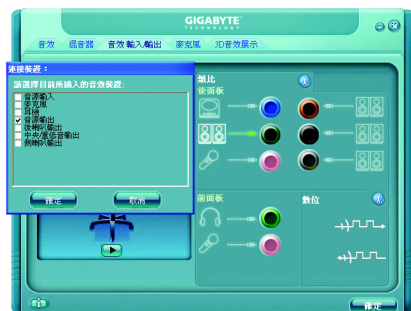 GIGABYTE
TECHNOLOGY
音效
混音器
音效 輸入/輸出
麥克風
3D音效展示
連接裝置：
請選擇目前所插入的音效裝置:
音源輸入
麥克風
耳機
音源輸出
後喇叭輸出
中央/重低音輸出
側喇叭輸出
確定
取消
類比
後面板
前面板
數位
確定